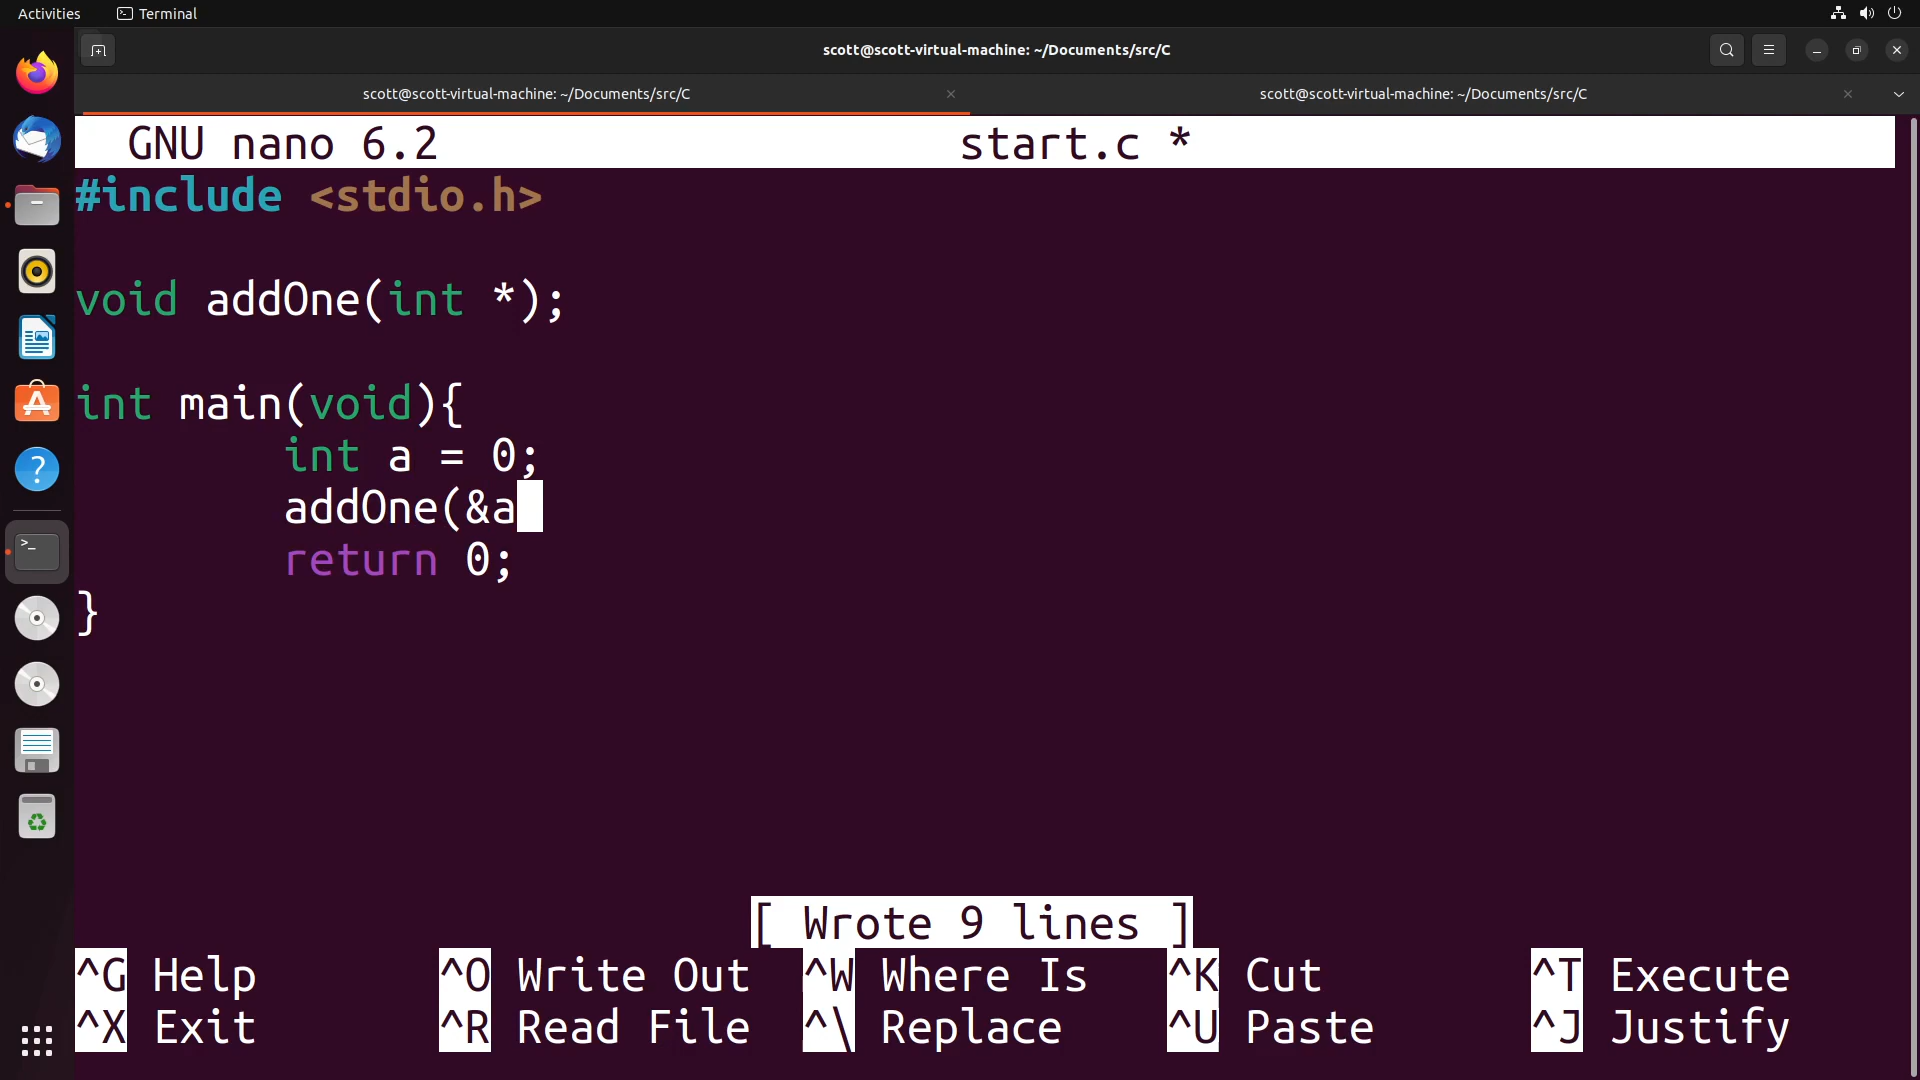 Activities Terminal
scott@scott-virtual-machine: ~/Documents/src/C
scott@scott-virtual-machine: ~/Documents/src/C scott@scott-virtual-machine: ~/Documents/src/C
GNU nano 6.2 start.c *
#include <stdio.h>
void addOne(int *);
int main(void){
int a = 0;
addOne(&a
return 0;
}
[ Wrote 9 lines ]
^G Help ^O Write Out ^W Where Is ^K Cut ^T Execute
^X Exit ^R Read File ^\ Replace ^U Paste ^J Justify